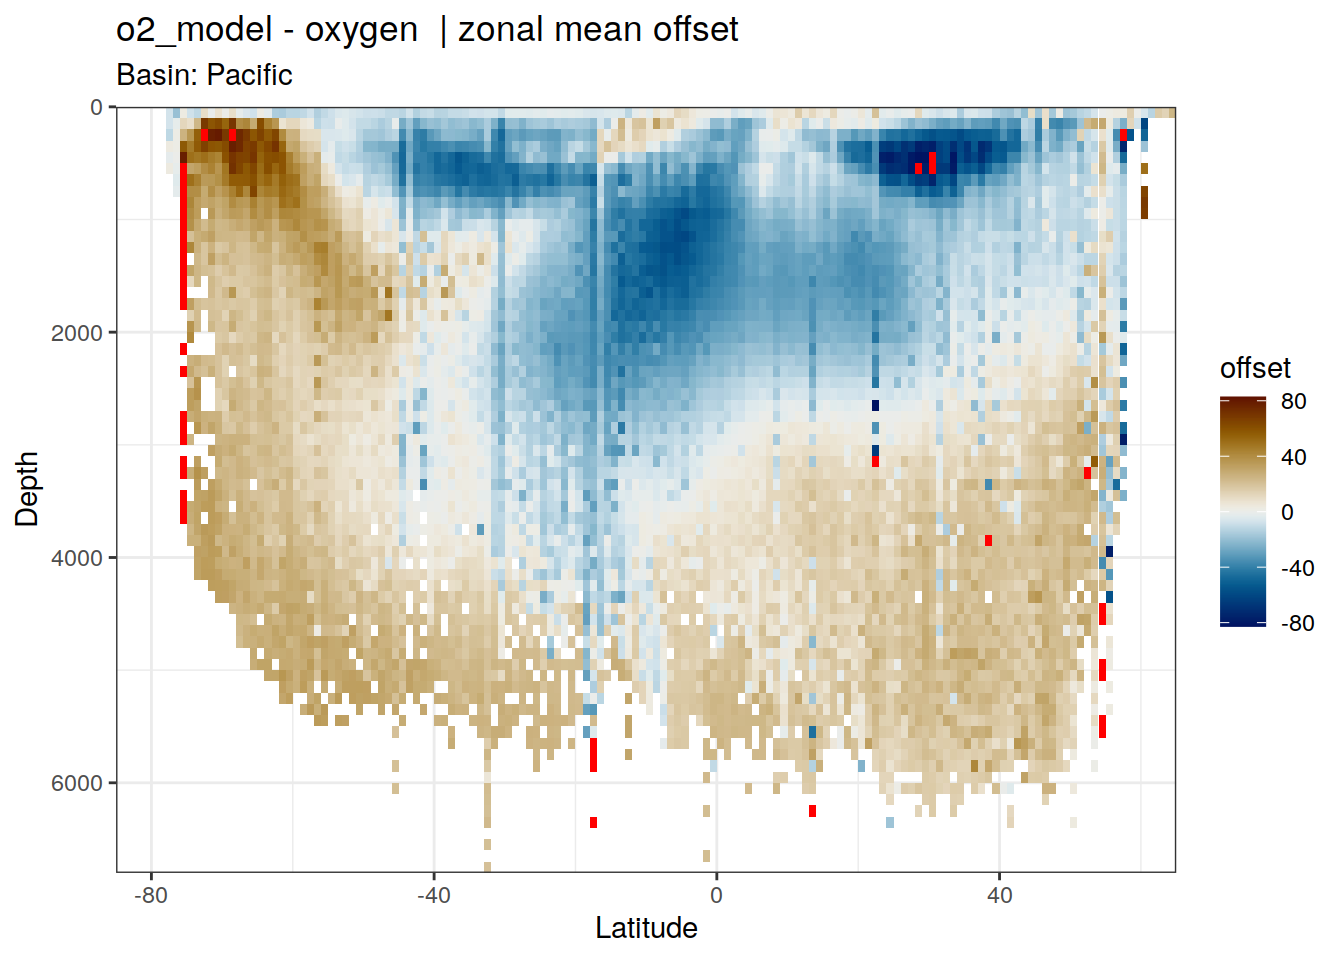 o2_model - oxygen | zonal mean offset
Basin: Pacific
0
2000
4000
6000
Depth
-80
-40
0
40
Latitude
offset
80
40
0
-40
-80